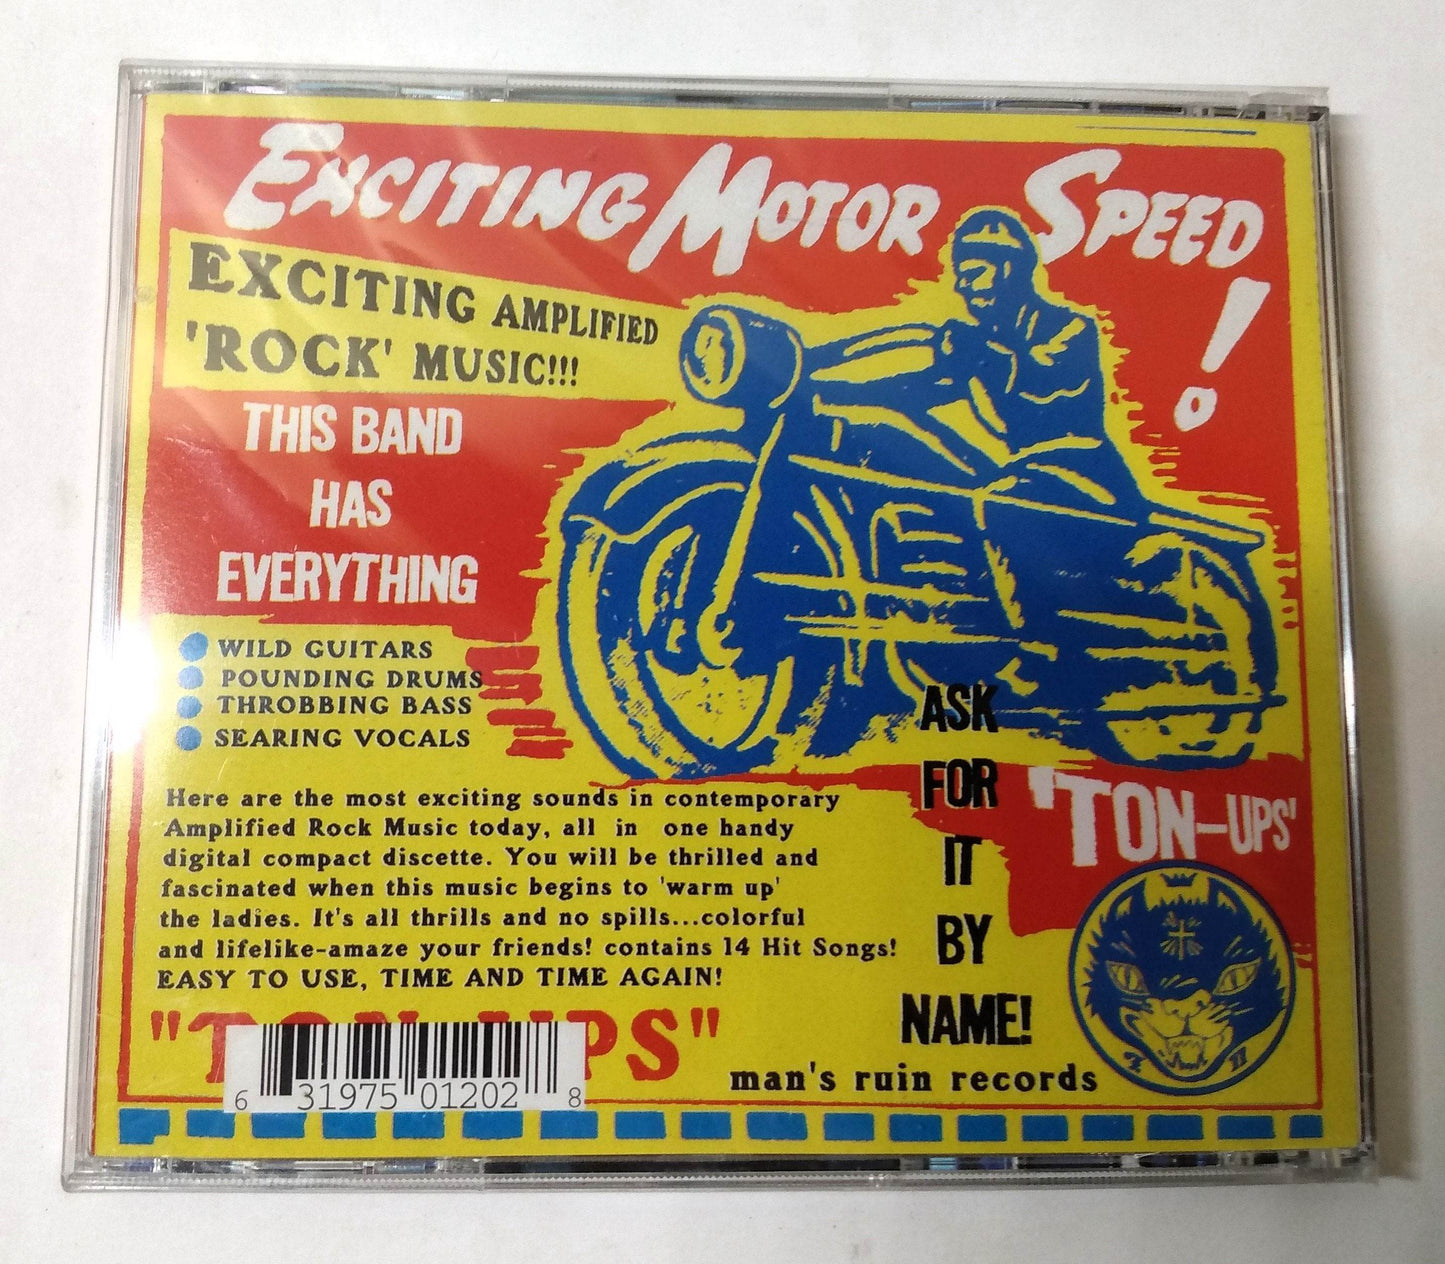 EXCITING MOTOR SPEED!
EXCITING AMPLIFIED
'ROCK' MUSIC!!!
THIS BAND
HAS
EVERYTHING
WILD GUITARS
POUNDING DRUMS
THROBBING BASS
SEARING VOCALS
Here are the most exciting sounds in contemporary
Amplified Rock Music today, all in one handy
digital compact discette. You will be thrilled and
fascinated when this music begins to 'warm up'
the ladies. It's all thrills and no spills...colorful
and lifelike-amaze your friends! contains 14 Hit Songs!
EASY TO USE, TIME AND TIME AGAIN!
ASK
FOR
IT
BY
NAME!
'TON-UPS'
"TON-UPS"
man's ruin records
6 31975 01202 8